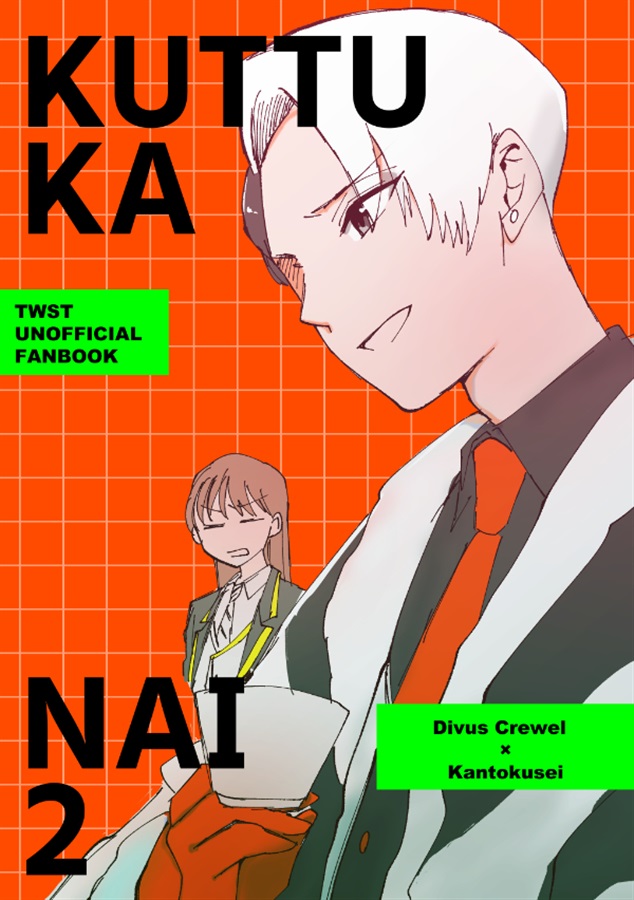 KUTTU
KA
TWST
UNOFFICIAL
FANBOOK
NAI
2
Divus Crewel
×
Kantokusei